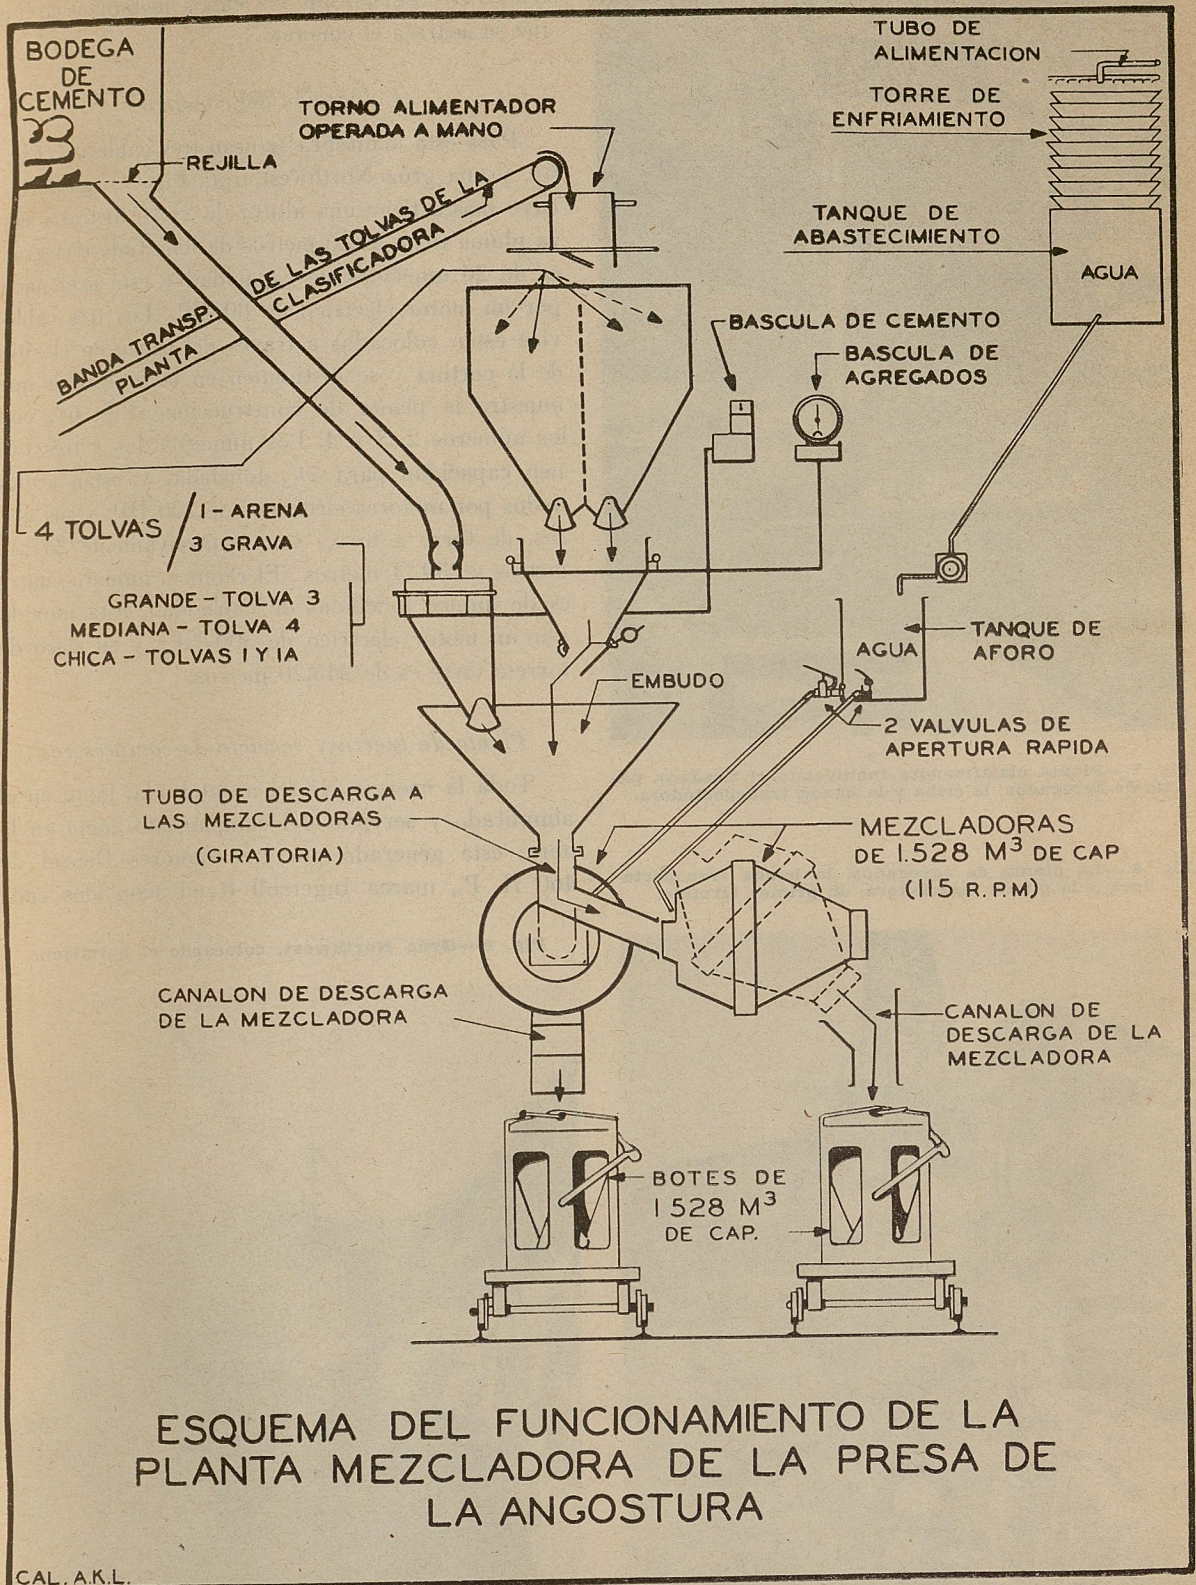 BODEGA
DE
CEMENTO
REJILLA
TORNO ALIMENTADOR
OPERADA A MANO
TUBO DE
ALIMENTACION
TORRE DE
ENFRIAMIENTO
TANQUE DE
ABASTECIMIENTO
AGUA
DE LAS TOLVAS DE LA
CLASIFICADORA
BANDA TRANSP.
PLANTA
BASCULA DE CEMENTO
BASCULA DE
AGREGADOS
4 TOLVAS
1-ARENA
3 GRAVA
GRANDE-TOLVA 3
MEDIANA-TOLVA 4
CHICA-TOLVAS 1 Y 1A
TANQUE DE
AFORO
AGUA
EMBUDO
2 VALVULAS DE
APERTURA RAPIDA
TUBO DE DESCARGA A
LAS MEZCLADORAS
(GIRATORIA)
MEZCLADORAS
DE 1.528 M³ DE CAP
(115 R.P.M)
CANALON DE DESCARGA
DE LA MEZCLADORA
CANALON DE
DESCARGA DE LA
MEZCLADORA
BOTES DE
1528 M³
DE CAP.
ESQUEMA DEL FUNCIONAMIENTO DE LA
PLANTA MEZCLADORA DE LA PRESA DE
LA ANGOSTURA
CAL. A.K.L.